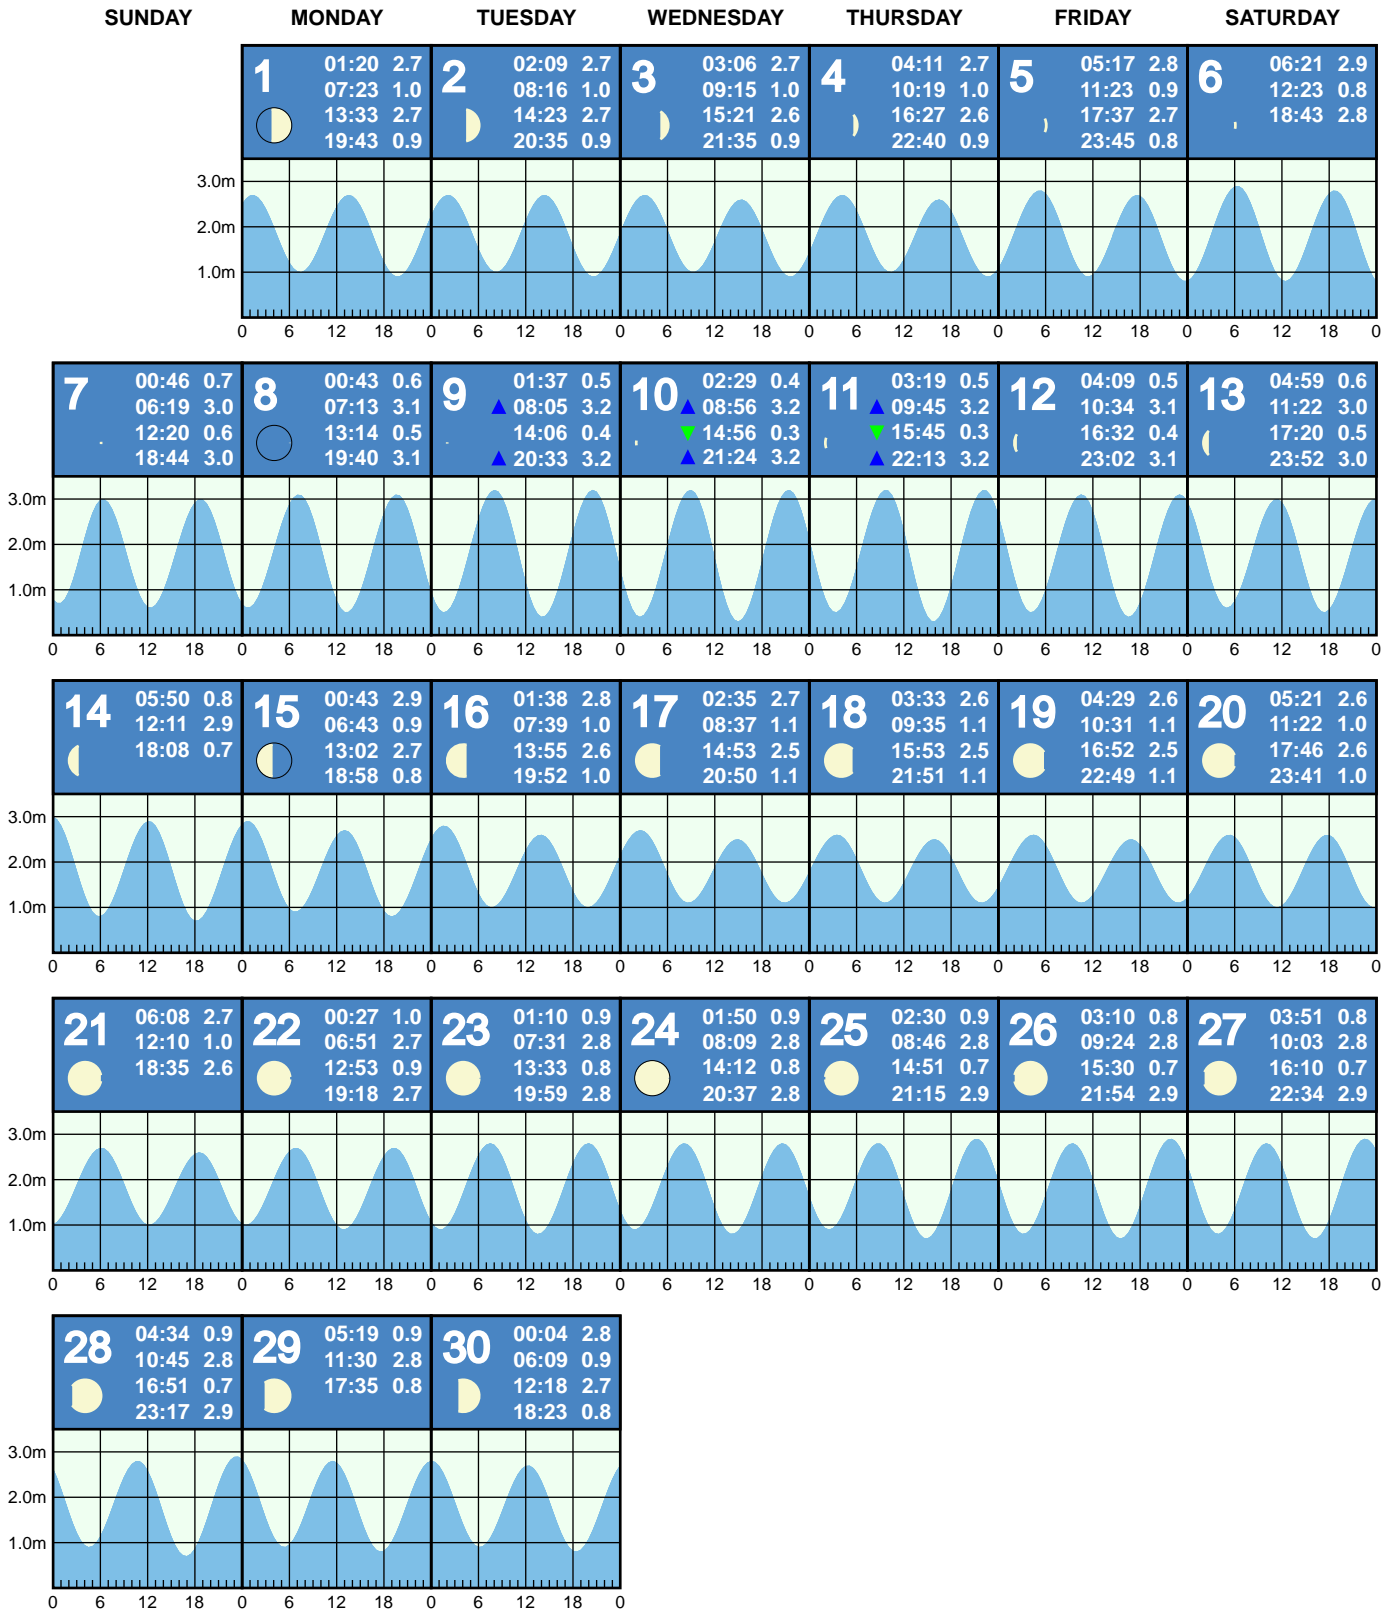 SUNDAY MONDAY TUESDAY WEDNESDAY THURSDAY FRIDAY SATURDAY
1 01:20 2.7 07:23 1.0 13:33 2.7 19:43 0.9
2 02:09 2.7 08:16 1.0 14:23 2.7 20:35 0.9
3 03:06 2.7 09:15 1.0 15:21 2.6 21:35 0.9
4 04:11 2.7 10:19 1.0 16:27 2.6 22:40 0.9
5 05:17 2.8 11:23 0.9 17:37 2.7 23:45 0.8
6 06:21 2.9 12:23 0.8 18:43 2.8
3.0m
2.0m
1.0m
0 6 12 18 0 6 12 18 0 6 12 18 0 6 12 18 0 6 12 18 0 6 12 18 0
7 00:46 0.7 06:19 3.0 12:20 0.6 18:44 3.0
8 00:43 0.6 07:13 3.1 13:14 0.5 19:40 3.1
9 01:37 0.5 08:05 3.2 14:06 0.4 20:33 3.2
10 02:29 0.4 08:56 3.2 14:56 0.3 21:24 3.2
11 03:19 0.5 09:45 3.2 15:45 0.3 22:13 3.2
12 04:09 0.5 10:34 3.1 16:32 0.4 23:02 3.1
13 04:59 0.6 11:22 3.0 17:20 0.5 23:52 3.0
3.0m
2.0m
1.0m
0 6 12 18 0 6 12 18 0 6 12 18 0 6 12 18 0 6 12 18 0 6 12 18 0 6 12 18 0
14 05:50 0.8 12:11 2.9 18:08 0.7
15 00:43 2.9 06:43 0.9 13:02 2.7 18:58 0.8
16 01:38 2.8 07:39 1.0 13:55 2.6 19:52 1.0
17 02:35 2.7 08:37 1.1 14:53 2.5 20:50 1.1
18 03:33 2.6 09:35 1.1 15:53 2.5 21:51 1.1
19 04:29 2.6 10:31 1.1 16:52 2.5 22:49 1.1
20 05:21 2.6 11:22 1.0 17:46 2.6 23:41 1.0
3.0m
2.0m
1.0m
0 6 12 18 0 6 12 18 0 6 12 18 0 6 12 18 0 6 12 18 0 6 12 18 0 6 12 18 0
21 06:08 2.7 12:10 1.0 18:35 2.6
22 00:27 1.0 06:51 2.7 12:53 0.9 19:18 2.7
23 01:10 0.9 07:31 2.8 13:33 0.8 19:59 2.8
24 01:50 0.9 08:09 2.8 14:12 0.8 20:37 2.8
25 02:30 0.9 08:46 2.8 14:51 0.7 21:15 2.9
26 03:10 0.8 09:24 2.8 15:30 0.7 21:54 2.9
27 03:51 0.8 10:03 2.8 16:10 0.7 22:34 2.9
3.0m
2.0m
1.0m
0 6 12 18 0 6 12 18 0 6 12 18 0 6 12 18 0 6 12 18 0 6 12 18 0 6 12 18 0
28 04:34 0.9 10:45 2.8 16:51 0.7 23:17 2.9
29 05:19 0.9 11:30 2.8 17:35 0.8
30 00:04 2.8 06:09 0.9 12:18 2.7 18:23 0.8
3.0m
2.0m
1.0m
0 6 12 18 0 6 12 18 0 6 12 18 0